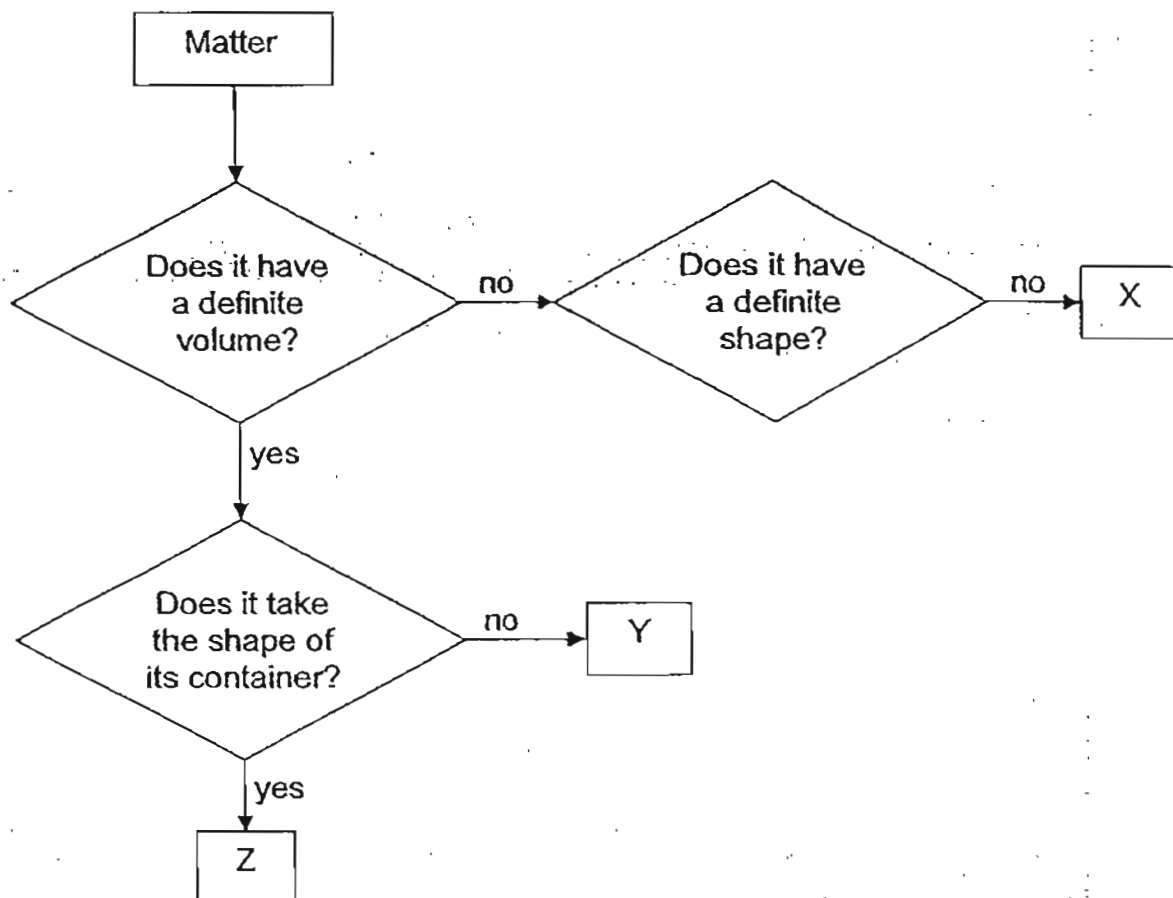 Matter
Does it have
a definite
volume?
no
Does it have
a definite
shape?
no
X
yes
Does it take
the shape of
its container?
no
Y
yes
Z